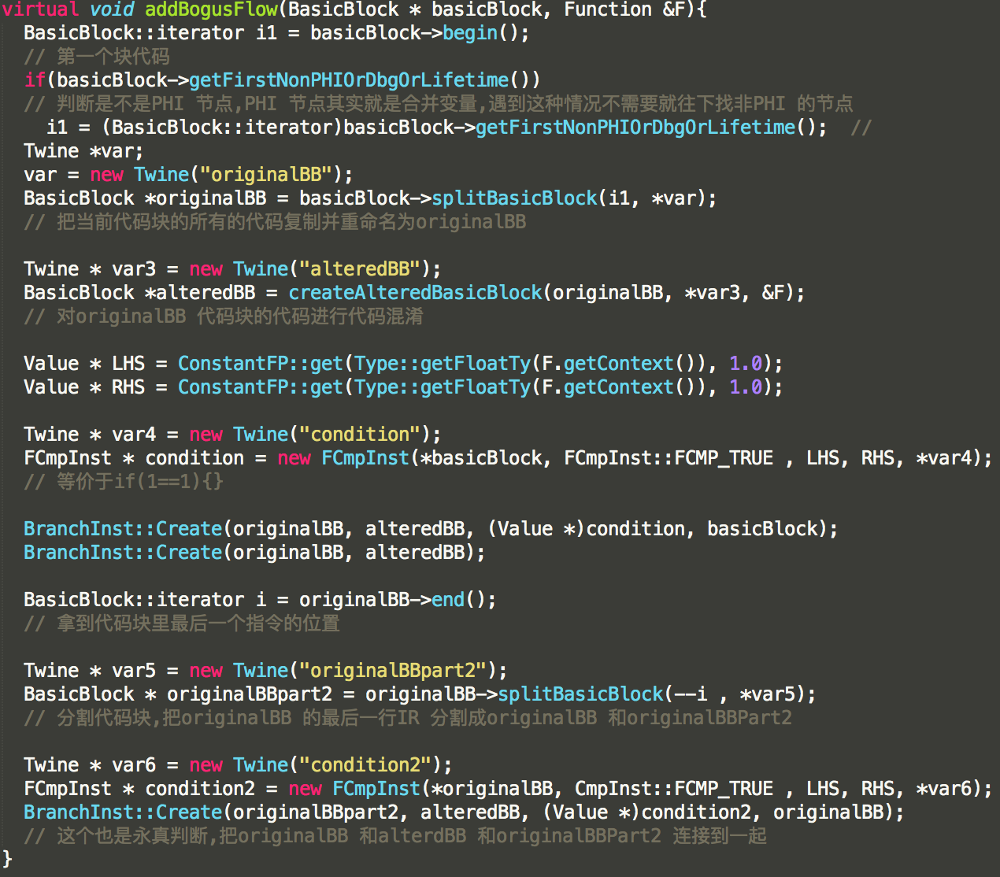 virtual void addBogusFlow(BasicBlock * basicBlock, Function &F){
BasicBlock::iterator i1 = basicBlock->begin();
// 第一个块代码
if(basicBlock->getFirstNonPHIOrDbgOrLifetime())
// 判断是不是PHI 节点,PHI 节点其实就是合并变量,遇到这种情况不需要就往下找非PHI 的节点
i1 = (BasicBlock::iterator)basicBlock->getFirstNonPHIOrDbgOrLifetime();  //
Twine *var;
var = new Twine("originalBB");
BasicBlock *originalBB = basicBlock->splitBasicBlock(i1, *var);
// 把当前代码块的所有的代码复制并重命名为originalBB
Twine * var3 = new Twine("alteredBB");
BasicBlock *alteredBB = createAlteredBasicBlock(originalBB, *var3, &F);
// 对originalBB 代码块的代码进行代码混淆
Value * LHS = ConstantFP::get(Type::getFloatTy(F.getContext()), 1.0);
Value * RHS = ConstantFP::get(Type::getFloatTy(F.getContext()), 1.0);
Twine * var4 = new Twine("condition");
FCmpInst * condition = new FCmpInst(*basicBlock, FCmpInst::FCMP_TRUE , LHS, RHS, *var4);
// 等价于if(1==1){}
BranchInst::Create(originalBB, alteredBB, (Value *)condition, basicBlock);
BranchInst::Create(originalBB, alteredBB);
BasicBlock::iterator i = originalBB->end();
// 拿到代码块里最后一个指令的位置
Twine * var5 = new Twine("originalBBpart2");
BasicBlock * originalBBpart2 = originalBB->splitBasicBlock(--i , *var5);
// 分割代码块,把originalBB 的最后一行IR 分割成originalBB 和originalBBPart2
Twine * var6 = new Twine("condition2");
FCmpInst * condition2 = new FCmpInst(*originalBB, CmpInst::FCMP_TRUE , LHS, RHS, *var6);
BranchInst::Create(originalBBpart2, alteredBB, (Value *)condition2, originalBB);
// 这个也是永真判断,把originalBB 和alterdBB 和originalBBPart2 连接到一起
}